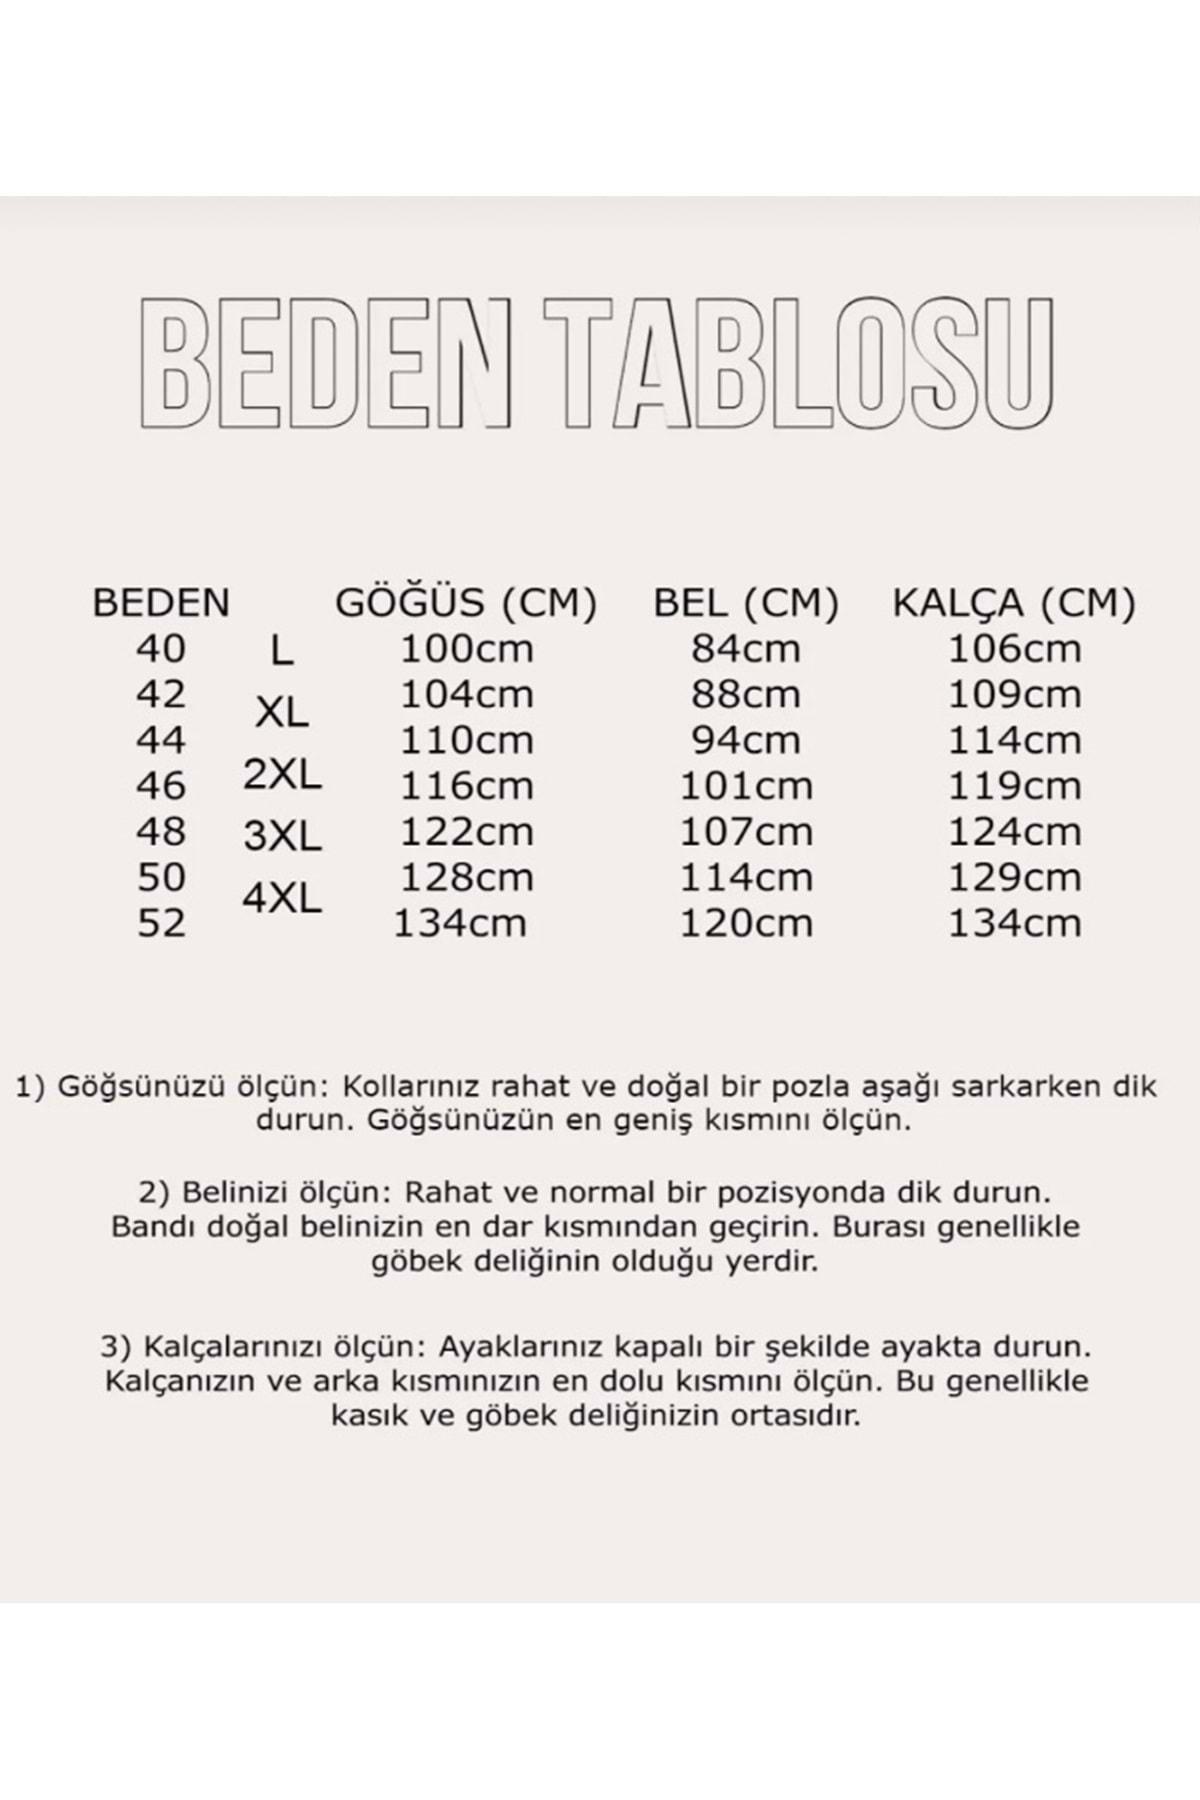 BEDEN TABLOSU
BEDEN GÖĞÜS (CM) BEL (CM) KALÇA (CM)
40 L 100cm 84cm 106cm
42 XL 104cm 88cm 109cm
44 110cm 94cm 114cm
46 2XL 116cm 101cm 119cm
48 3XL 122cm 107cm 124cm
50 4XL 128cm 114cm 129cm
52 134cm 120cm 134cm
1) Göğsünüzü ölçün: Kollarınız rahat ve doğal bir pozla aşağı sarkarken dik
durun. Göğsünüzün en geniş kısmını ölçün.
2) Belinizi ölçün: Rahat ve normal bir pozisyonda dik durun.
Bandı doğal belinizin en dar kısmından geçirin. Burası genellikle
göbek deliğinin olduğu yerdir.
3) Kalçalarınızı ölçün: Ayaklarınız kapalı bir şekilde ayakta durun.
Kalçanızın ve arka kısmınızın en dolu kısmını ölçün. Bu genellikle
kasık ve göbek deliğinizin ortasıdır.